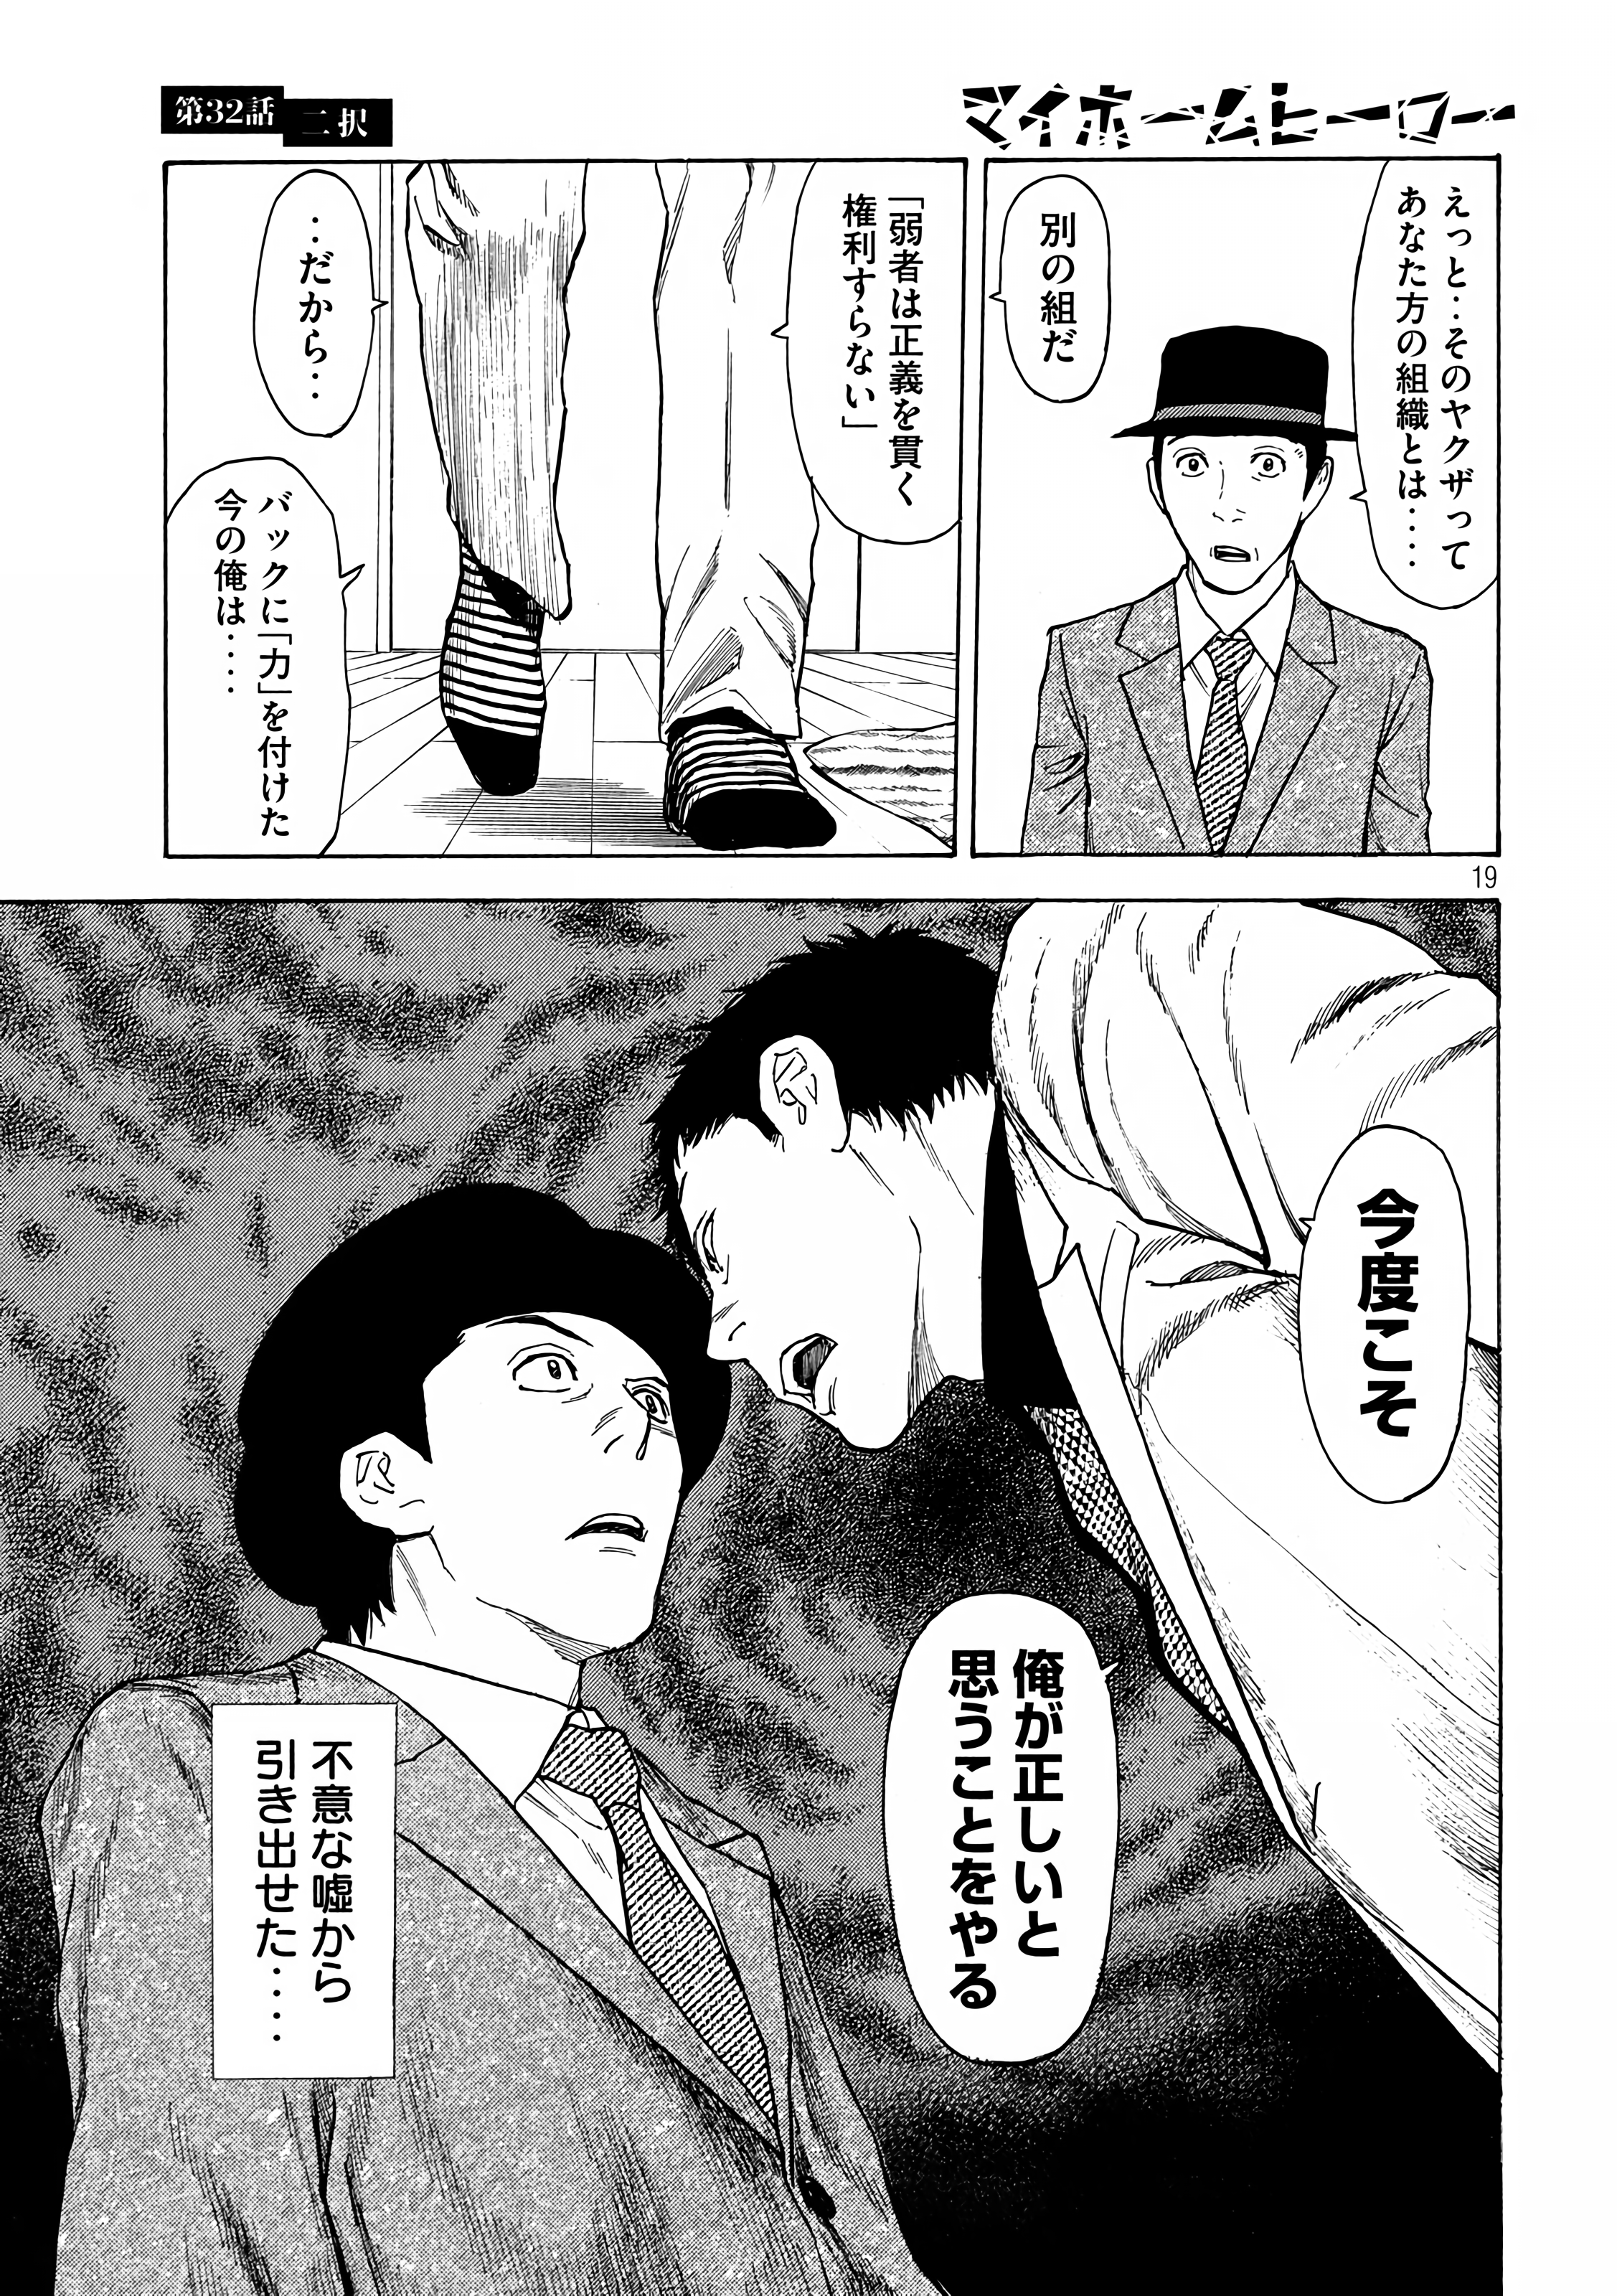 第32話
二択
マイホームヒーロー
えっと‥そのヤクザって
あなた方の組織とは‥‥
別の組だ
「弱者は正義を貫く
権利すらない」
‥だから‥
バックに「力」を付けた
今の俺は‥‥
19
今度こそ
俺が正しいと
思うことをやる
不意な嘘から
引き出せた‥‥